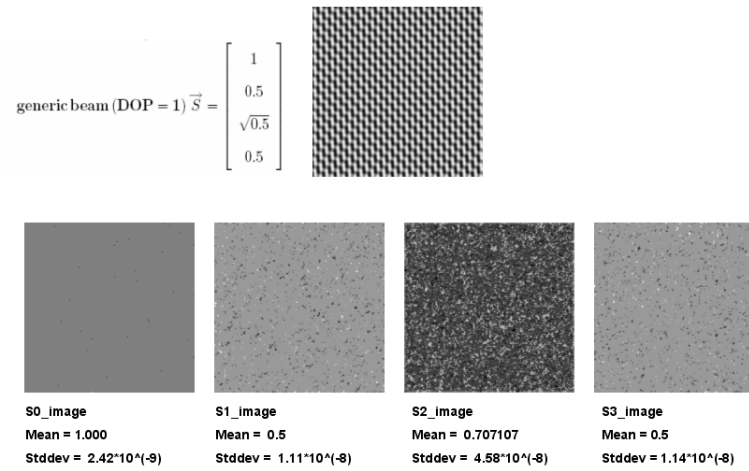 generic beam (DOP = 1) S⃗ = [1 0.5 √0.5 0.5]
S0_image
Mean = 1.000
Stddev = 2.42*10^(-9)
S1_image
Mean = 0.5
Stddev = 1.11*10^(-8)
S2_image
Mean = 0.707107
Stddev = 4.58*10^(-8)
S3_image
Mean = 0.5
Stddev = 1.14*10^(-8)